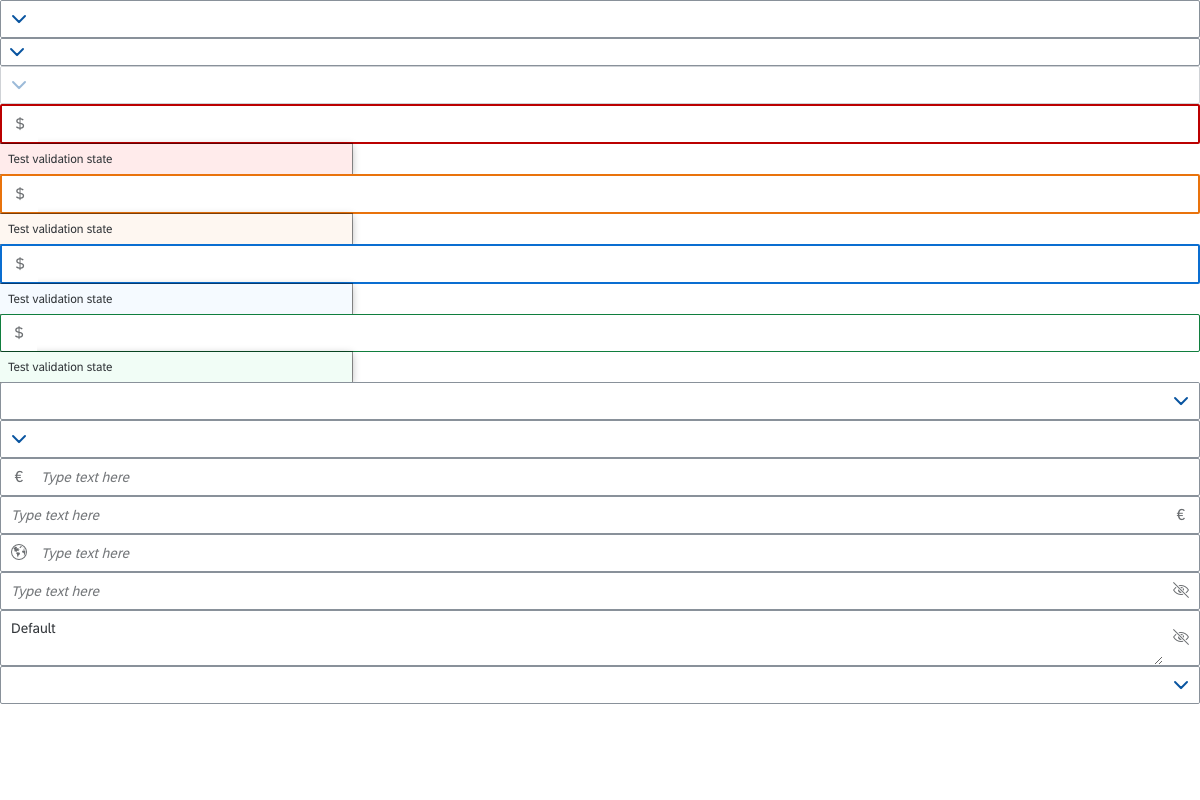 $
Test validation state
$
Test validation state
$
Test validation state
$
Test validation state
€ Type text here
Type text here €
Type text here
Type text here
Default